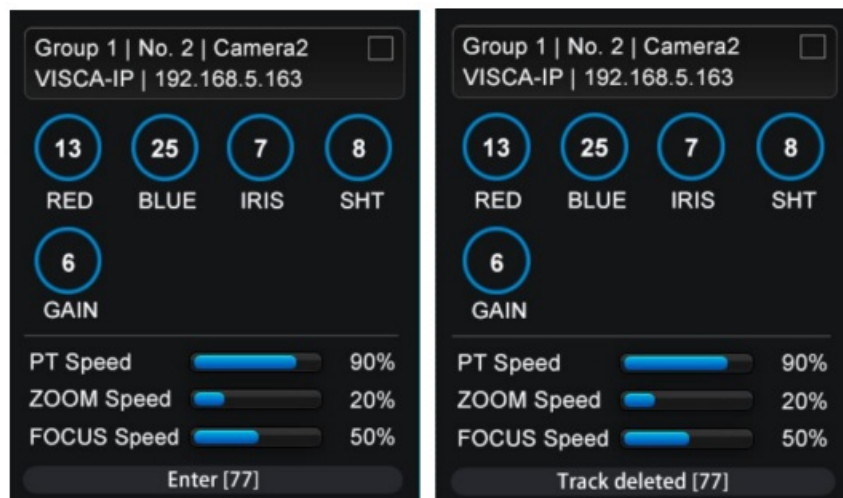 Group 1 | No. 2 | Camera2
VISCA-IP | 192.168.5.163
13 25 7 8
RED BLUE IRIS SHT
6
GAIN
PT Speed 90%
ZOOM Speed 20%
FOCUS Speed 50%
Enter [77]
Group 1 | No. 2 | Camera2
VISCA-IP | 192.168.5.163
13 25 7 8
RED BLUE IRIS SHT
6
GAIN
PT Speed 90%
ZOOM Speed 20%
FOCUS Speed 50%
Track deleted [77]